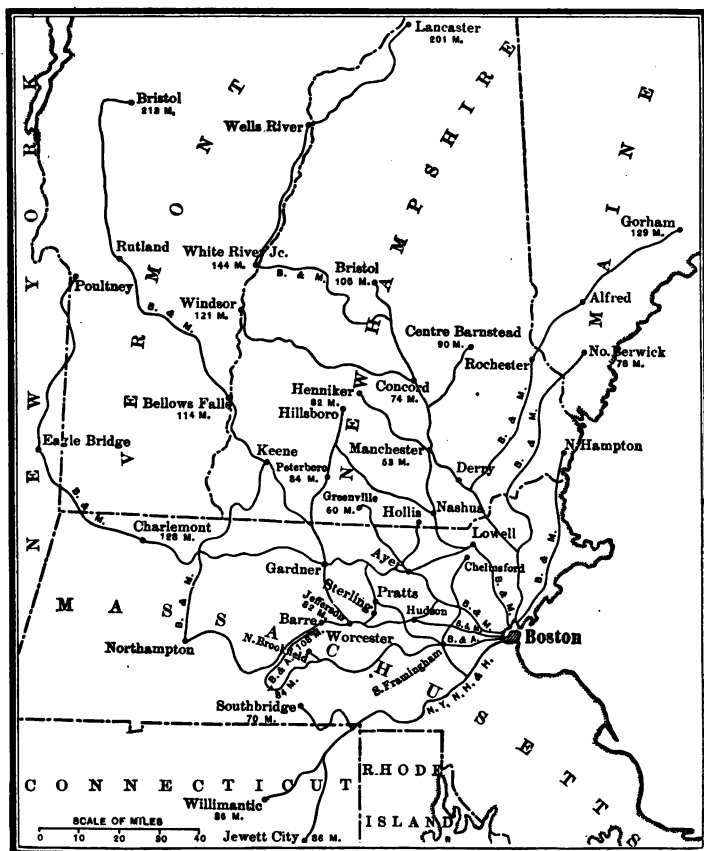 Lancaster
201 M.
Bristol
213 M.
Wells River
NEW YORK
VERMONT
NEW HAMPSHIRE
MAINE
Gorham
129 M.
Rutland
White River Jc.
144 M.
B. & M.
Bristol
106 M.
Poultney
Alfred
B. & M.
Windsor
121 M.
Centre Barnstead
90 M.
Rochester
No. Berwick
78 M.
Henniker
82 M.
Concord
74 M.
Bellows Falls
114 M.
Hillsboro
B. & M.
B. & M.
N. Hampton
Eagle Bridge
Keene
Manchester
53 M.
Peterboro
84 M.
Derry
Greenville
60 M.
Nashua
B. & M.
Hollis
Charlemont
128 M.
Lowell
Ayer
Chelmsford
Gardner
B. & M.
B. & M.
MASSACHUSETTS
B. & M.
Sterling
Pratts
Jefferson
52 M.
Hudson
B. & M.
B. & M.
Barre
108 M.
Worcester
B. & A.
Boston
Northampton
N. Brookfield
B. & A.
84 M.
S. Framingham
N. Y., N. H. & H.
Southbridge
70 M.
CONNECTICUT
RHODE
ISLAND
Willimantic
86 M.
SCALE OF MILES
0 10 20 40
Jewett City 86 M.